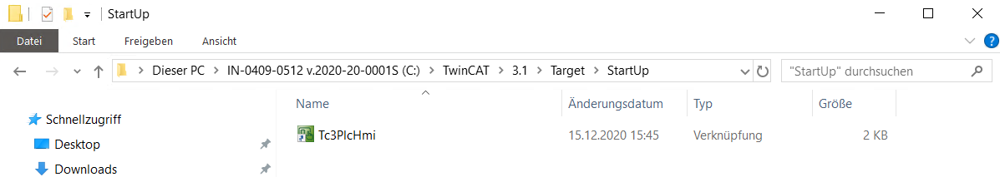 StartUp
Datei Start Freigeben Ansicht
Dieser PC IN-0409-0512 v.2020-20-0001S (C:) TwinCAT 3.1 Target StartUp "StartUp" durchsuchen
Name Änderungsdatum Typ Größe
Schnellzugriff
Tc3PlcHmi 15.12.2020 15:45 Verknüpfung 2 KB
Desktop
Downloads